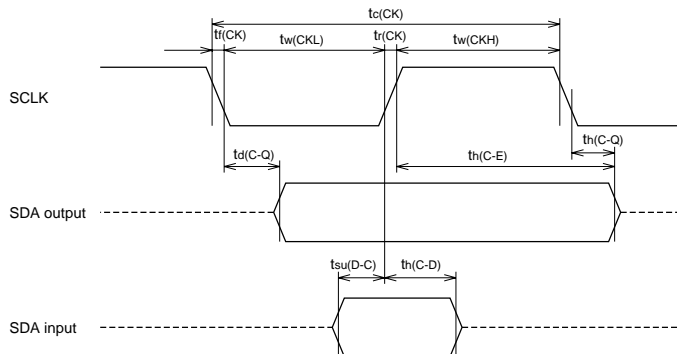 tc(CK)
tf(CK) tw(CKL) tr(CK) tw(CKH)
SCLK
th(C-Q)
td(C-Q) th(C-E)
SDA output
tsu(D-C) th(C-D)
SDA input